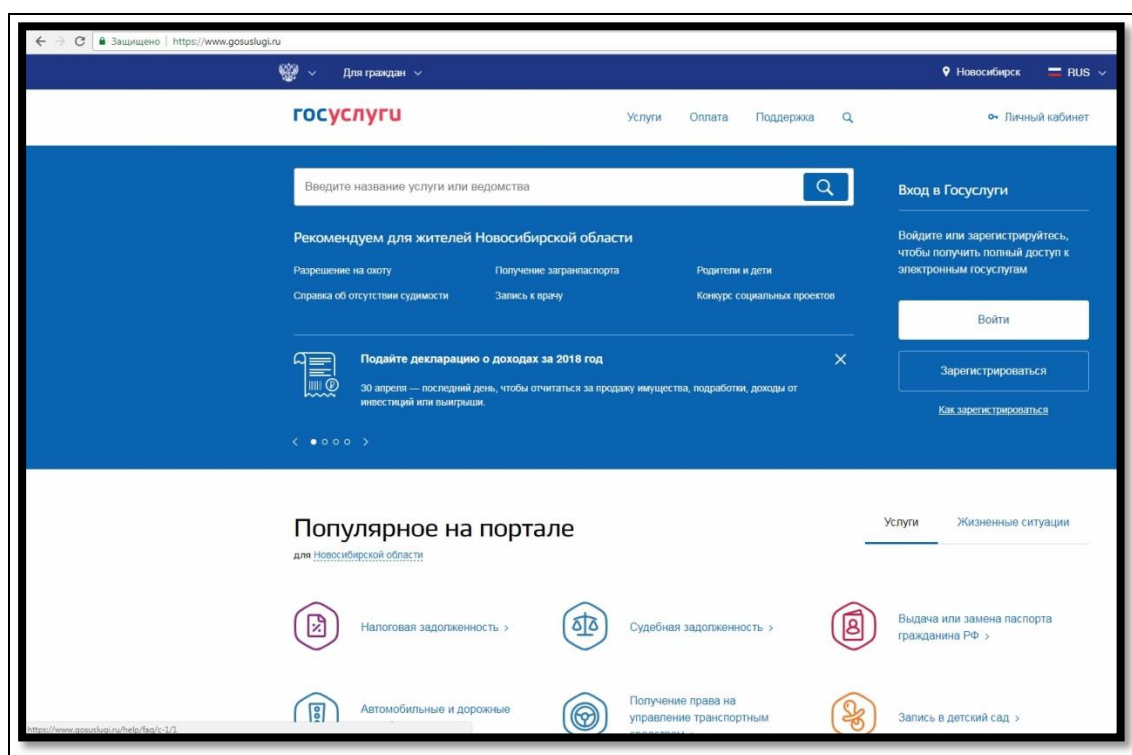 Защищено | https://www.gosuslugi.ru
Для граждан
Новосибирск
RUS
госуслуги
Услуги
Оплата
Поддержка
Личный кабинет
Введите название услуги или ведомства
Рекомендуем для жителей Новосибирской области
Разрешение на охоту
Получение загранпаспорта
Родители и дети
Справка об отсутствии судимости
Запись к врачу
Конкурс социальных проектов
Подайте декларацию о доходах за 2018 год
30 апреля — последний день, чтобы отчитаться за продажу имущества, подработки, доходы от
инвестиций или выигрыши.
Вход в Госуслуги
Войдите или зарегистрируйтесь,
чтобы получить полный доступ к
электронным госуслугам
Войти
Зарегистрироваться
Как зарегистрироваться
Популярное на портале
для Новосибирской области
Услуги
Жизненные ситуации
Налоговая задолженность >
Судебная задолженность >
Выдача или замена паспорта
гражданина РФ >
Автомобильные и дорожные
Получение права на
управление транспортным
Запись в детский сад >
https://www.gosuslugi.ru/help/faq/c-1/1